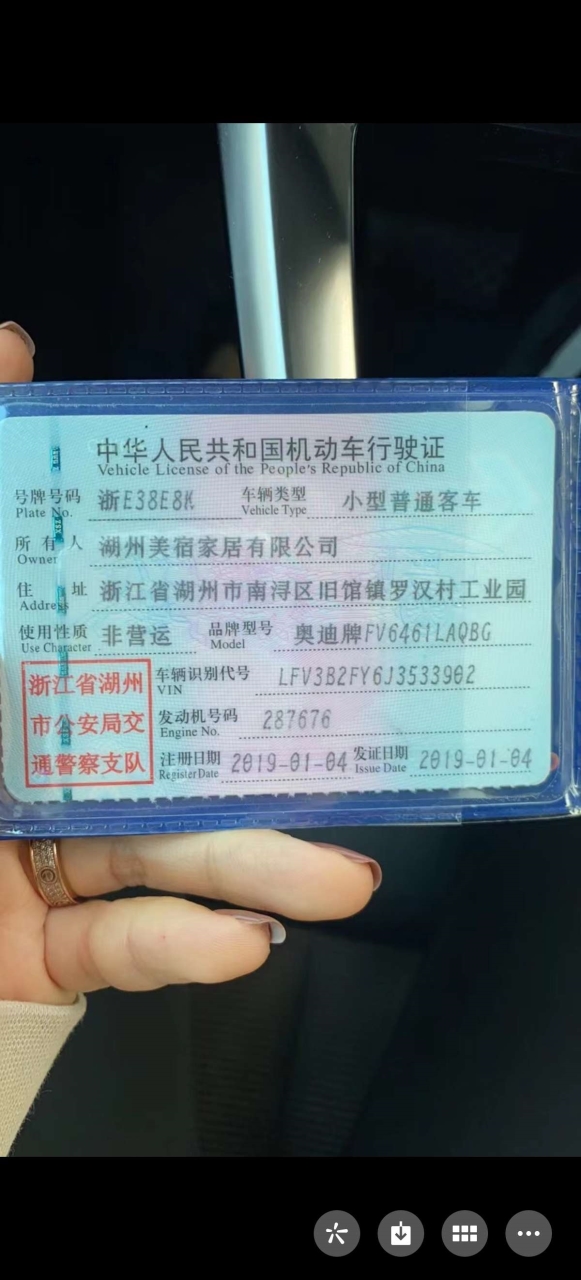 中华人民共和国机动车行驶证
Vehicle License of the People's Republic of China
号牌号码 浙E38E8K 车辆类型 小型普通客车
Plate No. Vehicle Type
所有人 湖州美宿家居有限公司
Owner
住址 浙江省湖州市南浔区旧馆镇罗汉村工业园
Address
使用性质 非营运 品牌型号 奥迪牌FV6461LAQBG
Use Character Model
浙江省湖州
市公安局交
通警察支队
车辆识别代号 LFV3B2FY6J3533902
VIN
发动机号码 287676
Engine No.
注册日期 2019-01-04 发证日期 2019-01-04
Register Date Issue Date